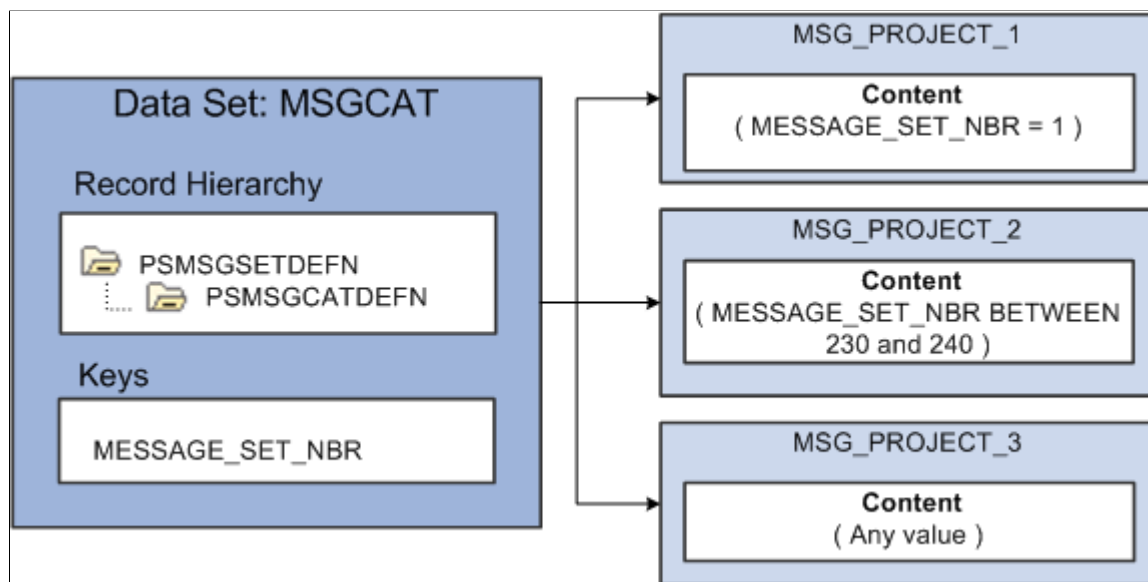 Data Set: MSGCAT
Record Hierarchy
PSMSGSETDEFN
PSMSGCATDEFN
Keys
MESSAGE_SET_NBR
MSG_PROJECT_1
Content
( MESSAGE_SET_NBR = 1 )
MSG_PROJECT_2
Content
( MESSAGE_SET_NBR BETWEEN
230 and 240 )
MSG_PROJECT_3
Content
( Any value )